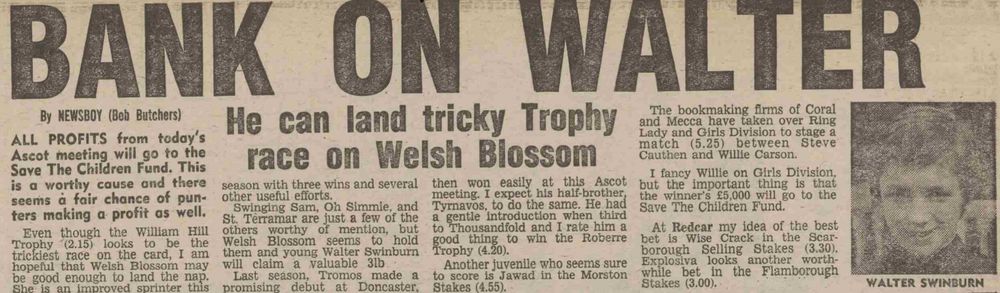 BANK ON WALTER
By NEWSBOY (Bob Butchers)
He can land tricky Trophy
race on Welsh Blossom
ALL PROFITS from today's
Ascot meeting will go to the
Save The Children Fund. This
is a worthy cause and there
seems a fair chance of pun-
ters making a profit as well.
Even though the William Hill
Trophy (2.15) looks to be the
trickiest race on the card, I am
hopeful that Welsh Blossom may
be good enough to land the nap.
She is an improved sprinter this
season with three wins and several
other useful efforts.
Swinging Sam, Oh Simmie, and
St. Terramar are just a few of the
others worthy of mention, but
Welsh Blossom seems to hold
them and young Walter Swinburn
will claim a valuable 3lb
Last season, Tromos made a
promising debut at Doncaster,
then won easily at this Ascot
meeting. I expect his half-brother,
Tyrnavos, to do the same. He had
a gentle introduction when third
to Thousandfold and I rate him a
good thing to win the Roberre
Trophy (4.20).
Another juvenile who seems sure
to score is Jawad in the Morston
Stakes (4.55).
The bookmaking firms of Coral
and Mecca have taken over Ring
Lady and Girls Division to stage a
match (5.25) between Steve
Cauthen and Willie Carson.
I fancy Willie on Girls Division,
but the important thing is that
the winner's £5,000 will go to the
Save The Children Fund.
At Redcar my idea of the best
bet is Wise Crack in the Scar-
borough Selling Stakes (3.30).
Explosiva looks another worth-
while bet in the Flamborough
Stakes (3.00).
WALTER SWINBURN